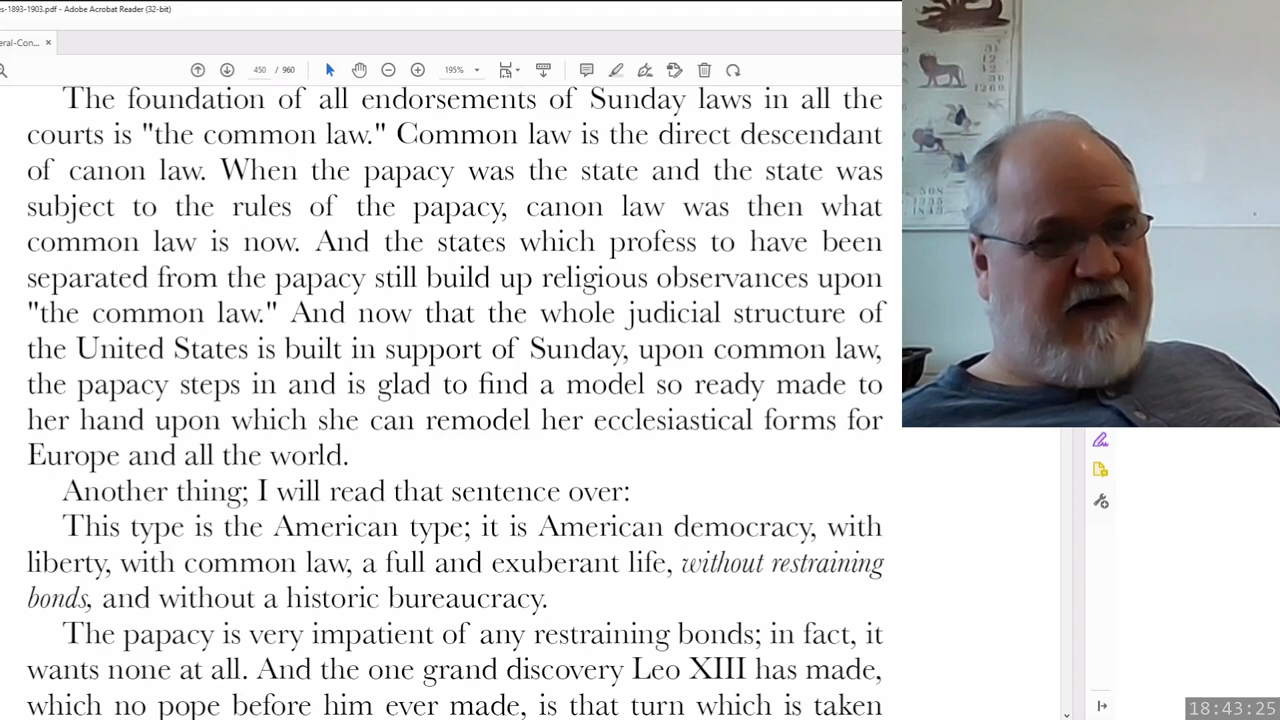 s-1893-1903.pdf - Adobe Acrobat Reader (32-bit)
eral-Con... ×
450 / 960
195%
The foundation of all endorsements of Sunday laws in all the
courts is "the common law." Common law is the direct descendant
of canon law. When the papacy was the state and the state was
subject to the rules of the papacy, canon law was then what
common law is now. And the states which profess to have been
separated from the papacy still build up religious observances upon
"the common law." And now that the whole judicial structure of
the United States is built in support of Sunday, upon common law,
the papacy steps in and is glad to find a model so ready made to
her hand upon which she can remodel her ecclesiastical forms for
Europe and all the world.
Another thing; I will read that sentence over:
This type is the American type; it is American democracy, with
liberty, with common law, a full and exuberant life, without restraining
bonds, and without a historic bureaucracy.
The papacy is very impatient of any restraining bonds; in fact, it
wants none at all. And the one grand discovery Leo XIII has made,
which no pope before him ever made, is that turn which is taken
18:43:25